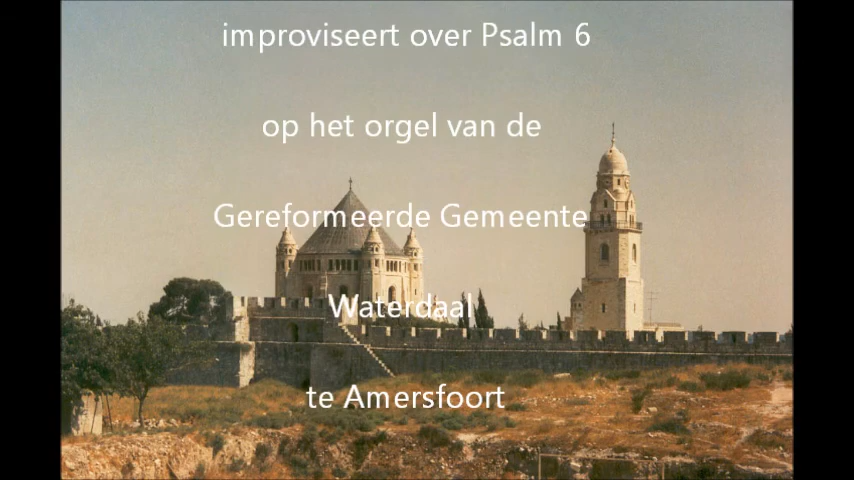 improviseert over Psalm 6
op het orgel van de
Gereformeerde Gemeente
Waterdaal
te Amersfoort